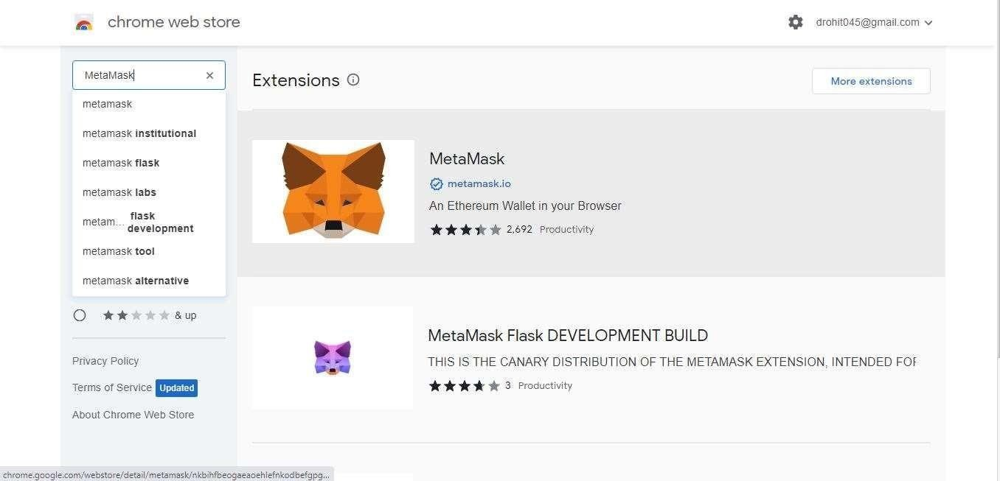 chrome web store
drohit045@gmail.com
MetaMask
metamask
metamask institutional
metamask flask
metamask labs
metam... flask
development
metamask tool
metamask alternative
& up
Privacy Policy
Terms of Service Updated
About Chrome Web Store
Extensions
More extensions
MetaMask
metamask.io
An Ethereum Wallet in your Browser
2,692 Productivity
MetaMask Flask DEVELOPMENT BUILD
THIS IS THE CANARY DISTRIBUTION OF THE METAMASK EXTENSION, INTENDED FOR
3 Productivity
chrome.google.com/webstore/detail/metamask/nkbihfbeogaeaoehlefnkodbefgpg...